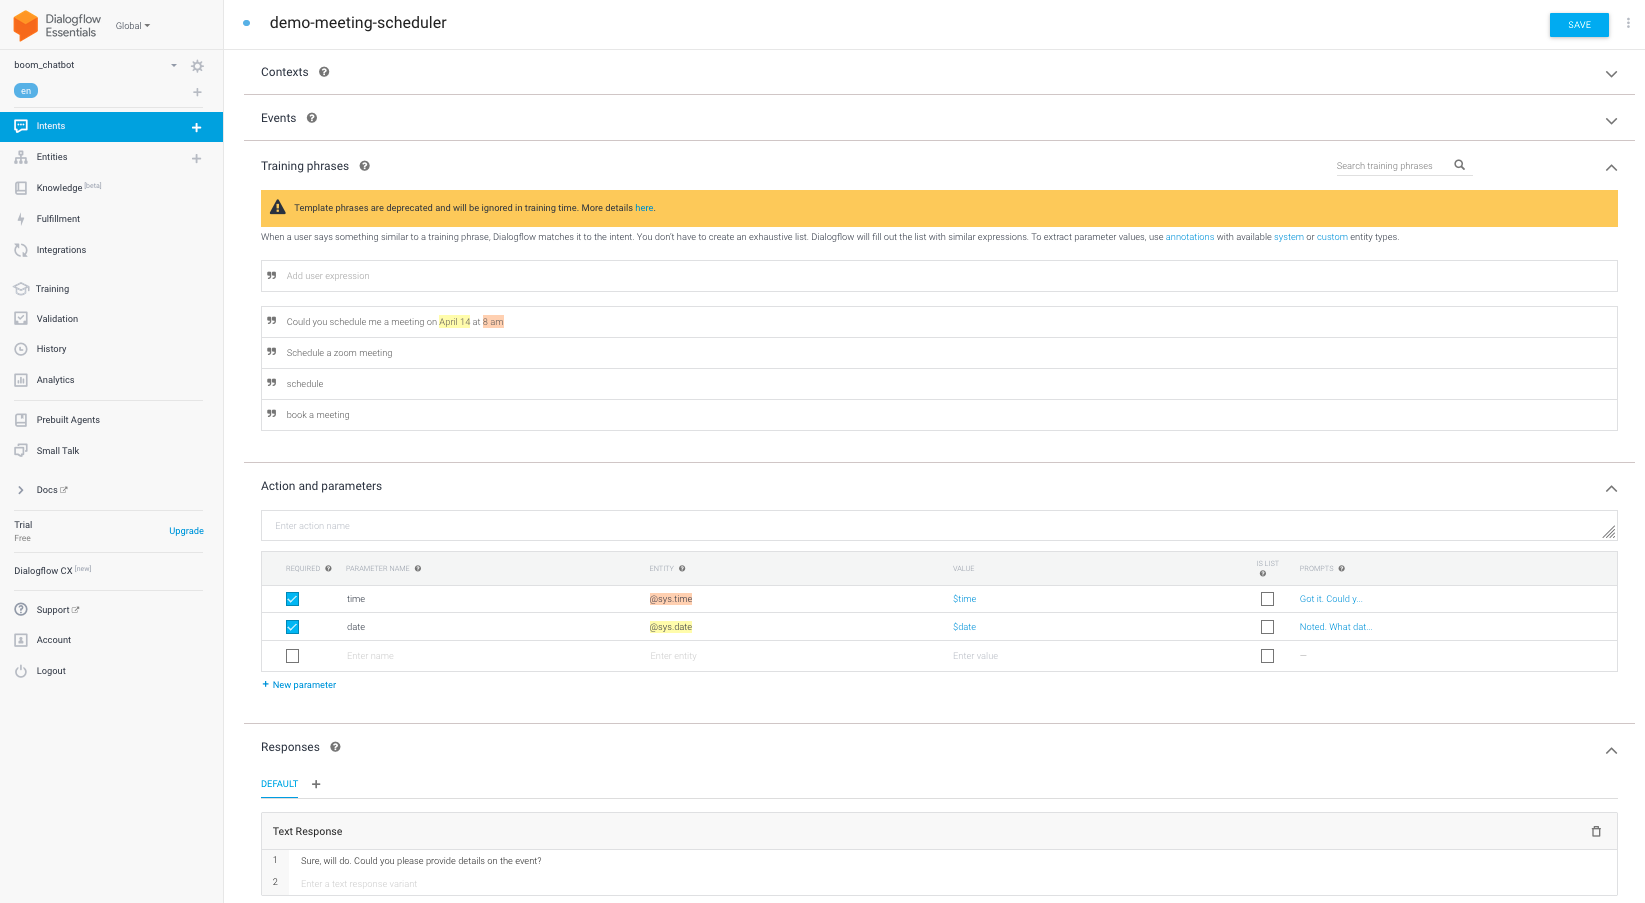 Dialogflow
Essentials
Global
boom_chatbot
en
Intents
Entities
Knowledge [beta]
Fulfillment
Integrations
Training
Validation
History
Analytics
Prebuilt Agents
Small Talk
Docs
Trial
Free
Upgrade
Dialogflow CX [new]
Support
Account
Logout
demo-meeting-scheduler
SAVE
Contexts
Events
Training phrases
Search training phrases
Template phrases are deprecated and will be ignored in training time. More details here.
When a user says something similar to a training phrase, Dialogflow matches it to the intent. You don't have to create an exhaustive list. Dialogflow will fill out the list with similar expressions. To extract parameter values, use annotations with available system or custom entity types.
Add user expression
Could you schedule me a meeting on April 14 at 8 am
Schedule a zoom meeting
schedule
book a meeting
Action and parameters
Enter action name
REQUIRED PARAMETER NAME ENTITY VALUE IS LIST PROMPTS
time @sys.time $time Got it. Could y...
date @sys.date $date Noted. What dat...
Enter name Enter entity Enter value —
+ New parameter
Responses
DEFAULT +
Text Response
1 Sure, will do. Could you please provide details on the event?
2 Enter a text response variant